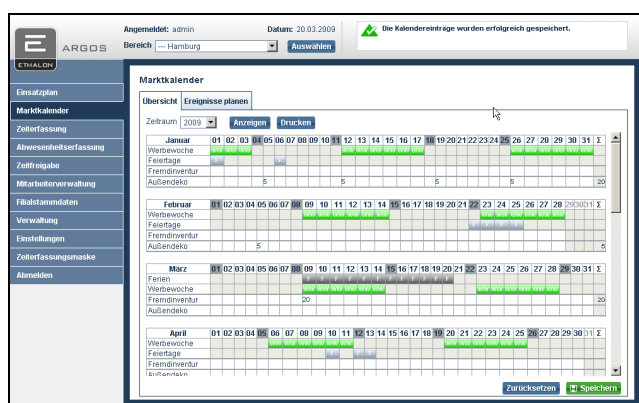 Angemeldet: admin
Datum: 20.03.2009
Die Kalendereinträge wurden erfolgreich gespeichert.
Bereich --- Hamburg Auswählen
ARGOS
ETHALON
Einsatzplan
Marktkalender
Zeiterfassung
Abwesenheitserfassung
Zeitfreigabe
Mitarbeiterverwaltung
Filialstammdaten
Verwaltung
Einstellungen
Zeiterfassungsmaske
Abmelden
Marktkalender
Übersicht Ereignisse planen
Zeitraum 2009 Anzeigen Drucken
Januar 01 02 03 04 05 06 07 08 09 10 11 12 13 14 15 16 17 18 19 20 21 22 23 24 25 26 27 28 29 30 31 Σ
Werbewoche
Feiertage
Fremdinventur
Außendeko 5 5 5 5 20
Februar 01 02 03 04 05 06 07 08 09 10 11 12 13 14 15 16 17 18 19 20 21 22 23 24 25 26 27 28 29 30 31 Σ
Werbewoche
Feiertage
Fremdinventur
Außendeko 5 5
März 01 02 03 04 05 06 07 08 09 10 11 12 13 14 15 16 17 18 19 20 21 22 23 24 25 26 27 28 29 30 31 Σ
Ferien
Werbewoche
Fremdinventur 20 20
Außendeko
April 01 02 03 04 05 06 07 08 09 10 11 12 13 14 15 16 17 18 19 20 21 22 23 24 25 26 27 28 29 30 31 Σ
Werbewoche
Feiertage
Fremdinventur
Außendeko
Zurücksetzen Speichern